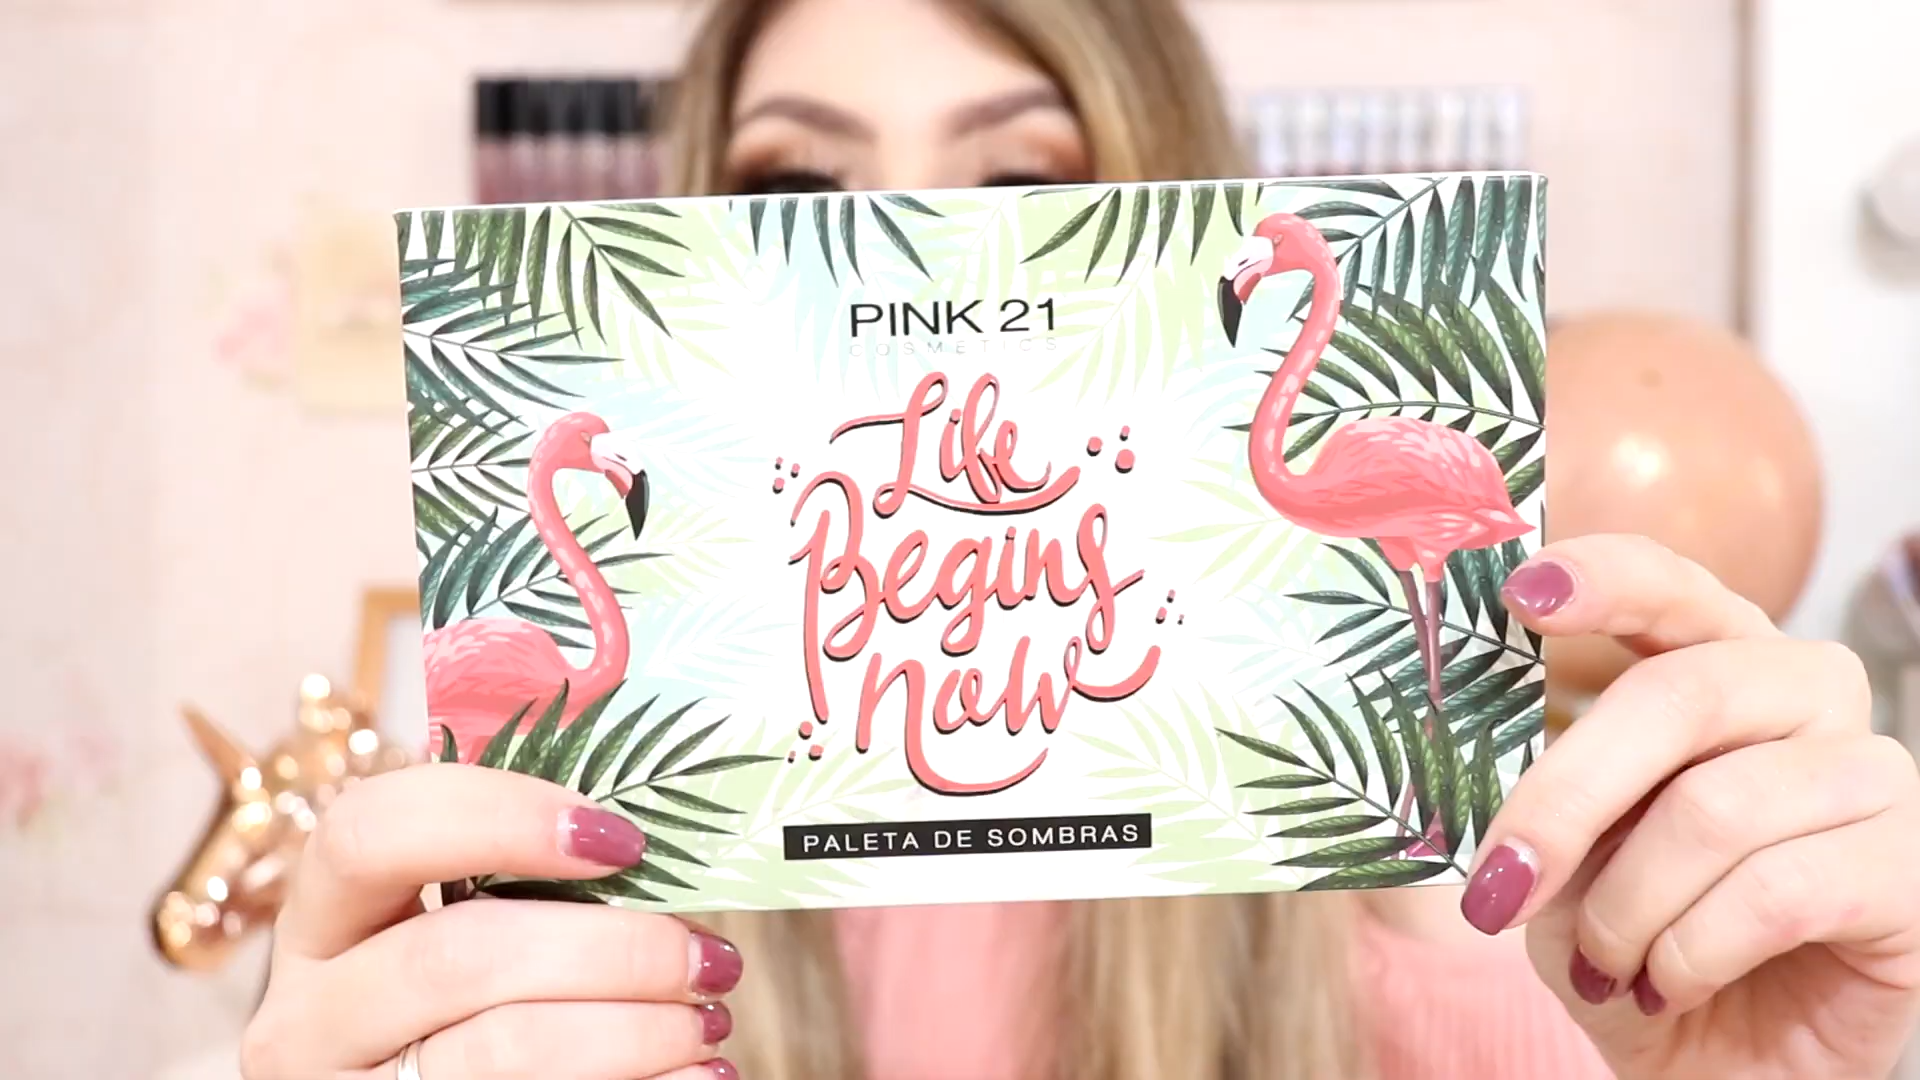 PINK 21
COSMETICS
Life
Begins
now
PALETA DE SOMBRAS